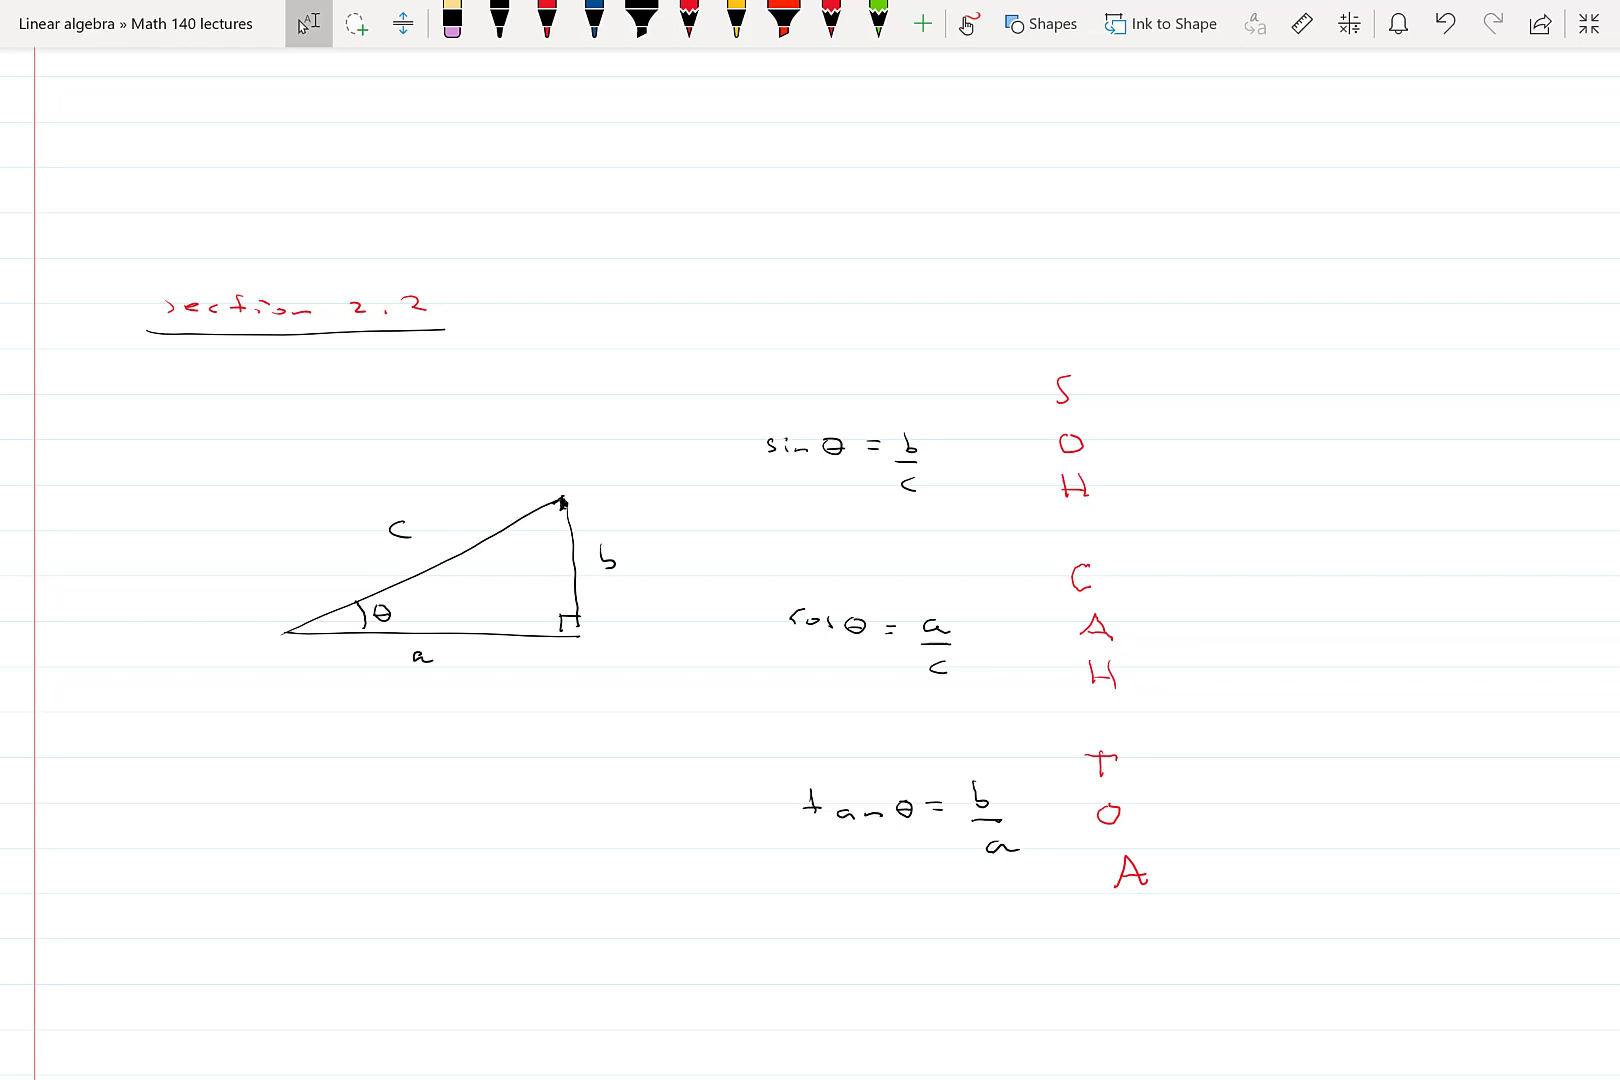 Linear algebra » Math 140 lectures
Shapes
Ink to Shape
section 2.2
S
sin θ = b/c
O
H
c
b
θ
a
C
cos θ = a/c
A
H
T
tan θ = b/a
O
A